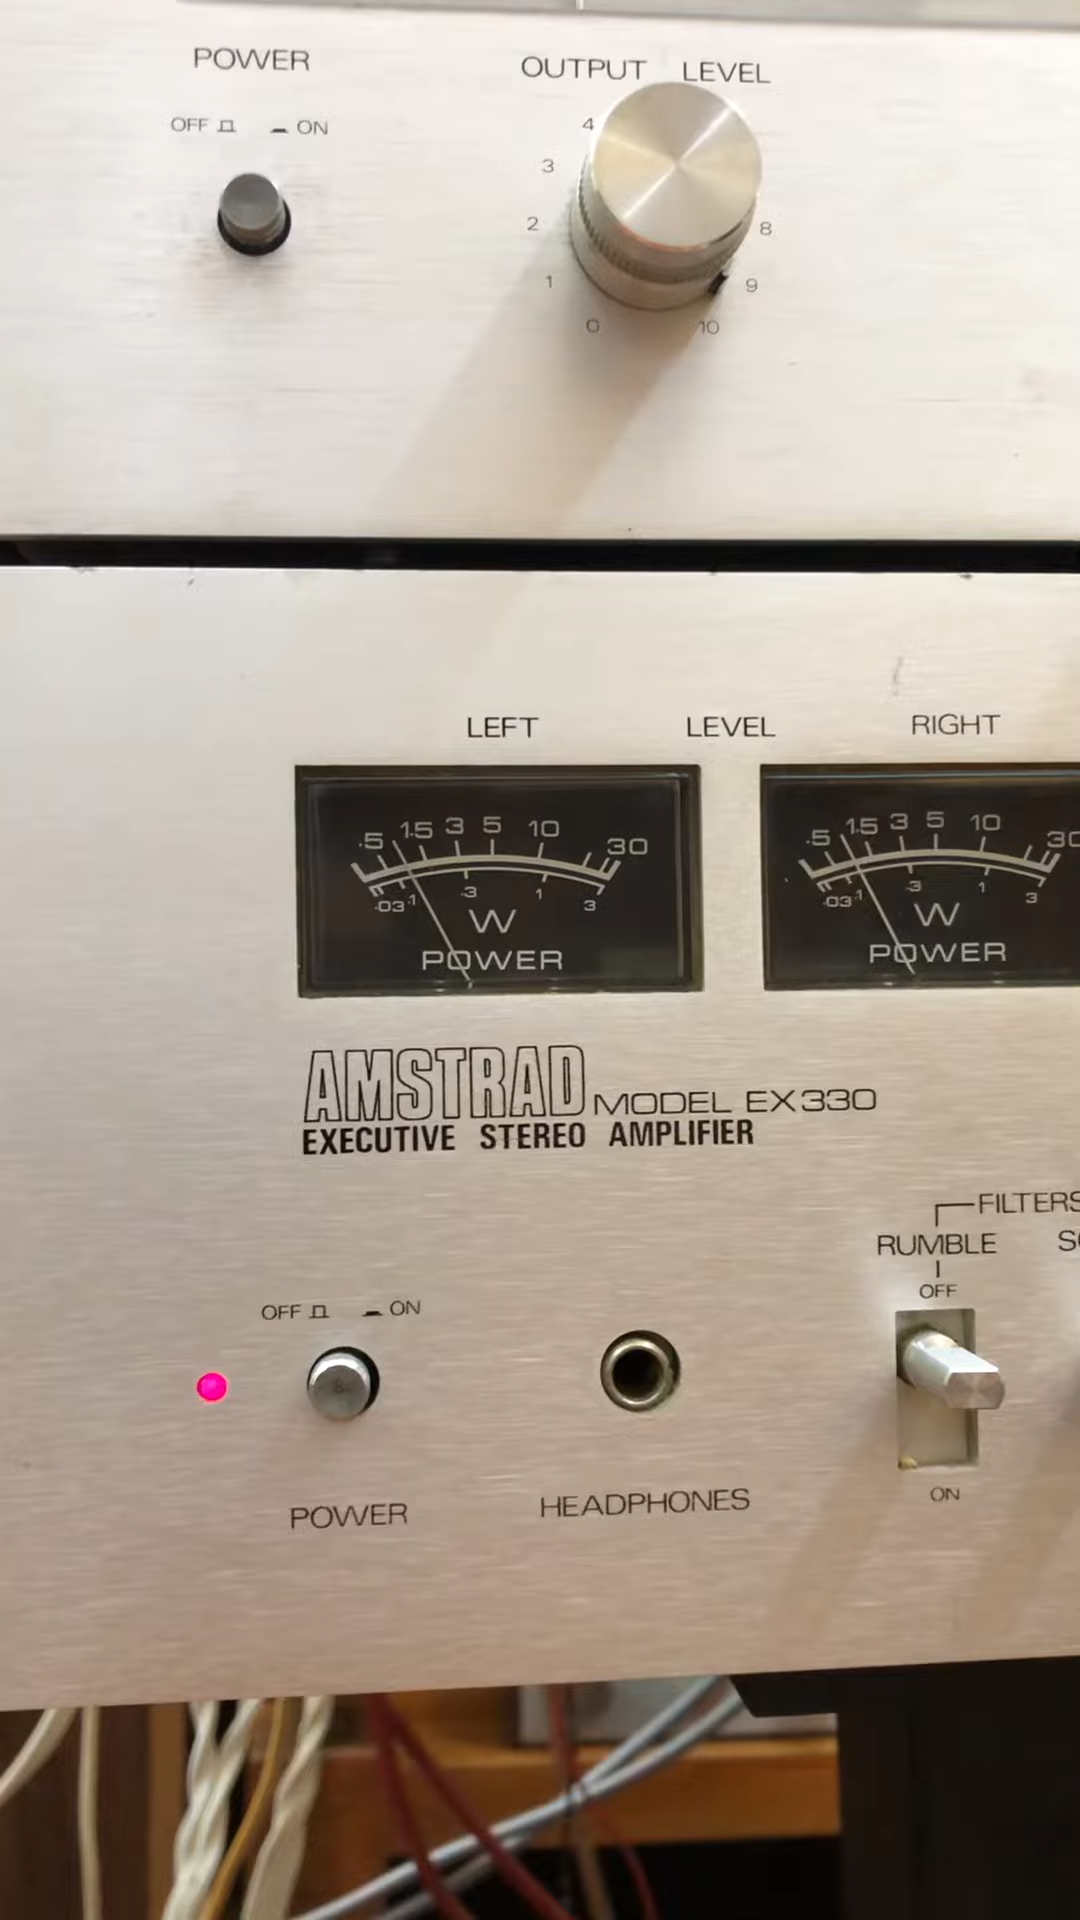 POWER
OUTPUT LEVEL
OFF ON
4
3
2
1
0
8
9
10
LEFT LEVEL RIGHT
.5 1.5 3 5 10 30
.03 .1 .3 1 3
W
POWER
.5 1.5 3 5 10 30
.03 .1 .3 1 3
W
POWER
AMSTRAD MODEL EX330
EXECUTIVE STEREO AMPLIFIER
FILTERS
RUMBLE
OFF
OFF ON
ON
POWER
HEADPHONES